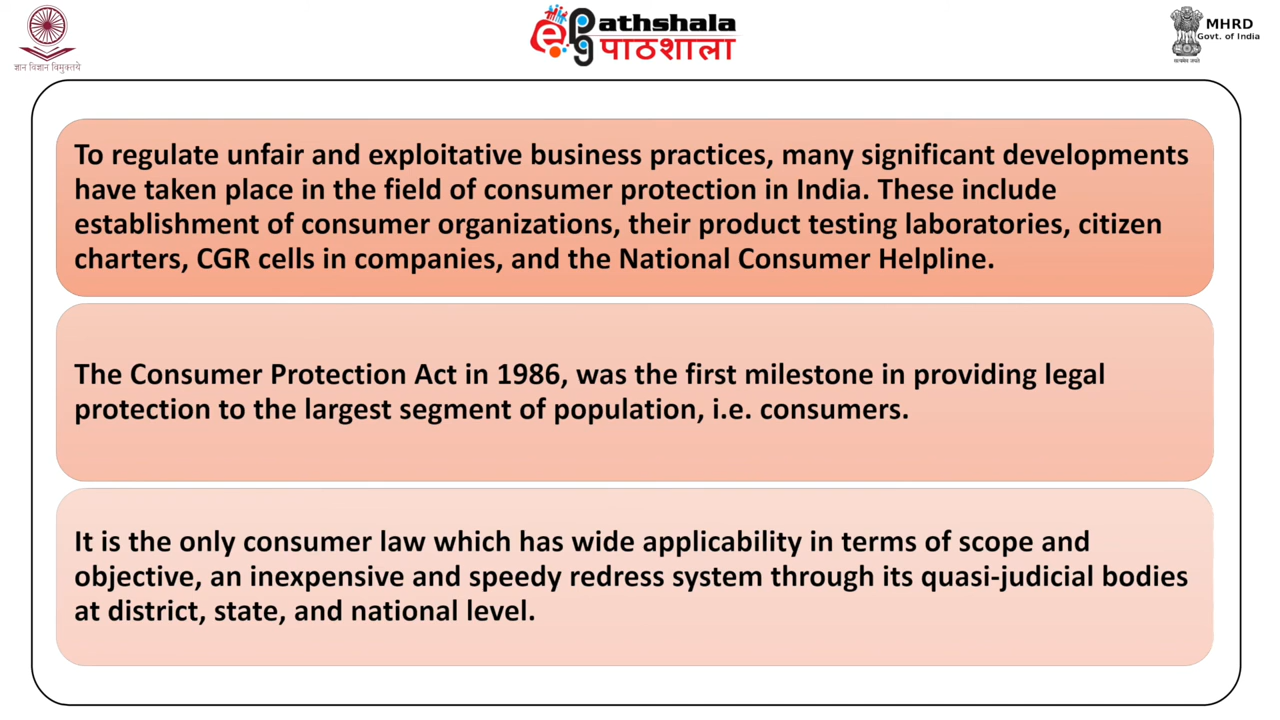 ज्ञान विज्ञान विमुक्तये
epg Pathshala
पाठशाला
MHRD
Govt. of India
सत्यमेव जयते
To regulate unfair and exploitative business practices, many significant developments
have taken place in the field of consumer protection in India. These include
establishment of consumer organizations, their product testing laboratories, citizen
charters, CGR cells in companies, and the National Consumer Helpline.
The Consumer Protection Act in 1986, was the first milestone in providing legal
protection to the largest segment of population, i.e. consumers.
It is the only consumer law which has wide applicability in terms of scope and
objective, an inexpensive and speedy redress system through its quasi-judicial bodies
at district, state, and national level.